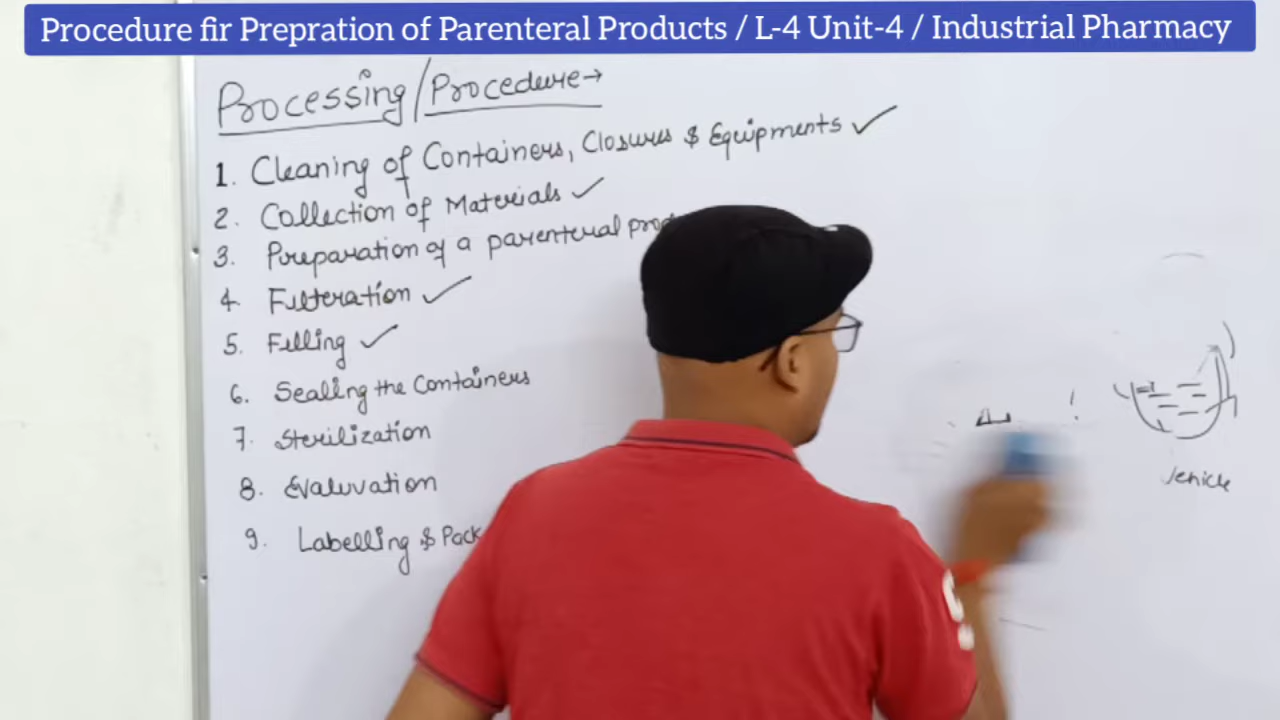 Procedure fir Prepration of Parenteral Products / L-4 Unit-4 / Industrial Pharmacy
Processing/Procedure→
1. Cleaning of Containers, Closures & Equipments ✓
2. Collection of Materials ✓
3. Preparation of a parenteral prod
4. Filteration ✓
5. Filling ✓
6. Sealing the Containers
7. Sterilization
8. Evaluvation
9. Labelling & Pack
Vehicle